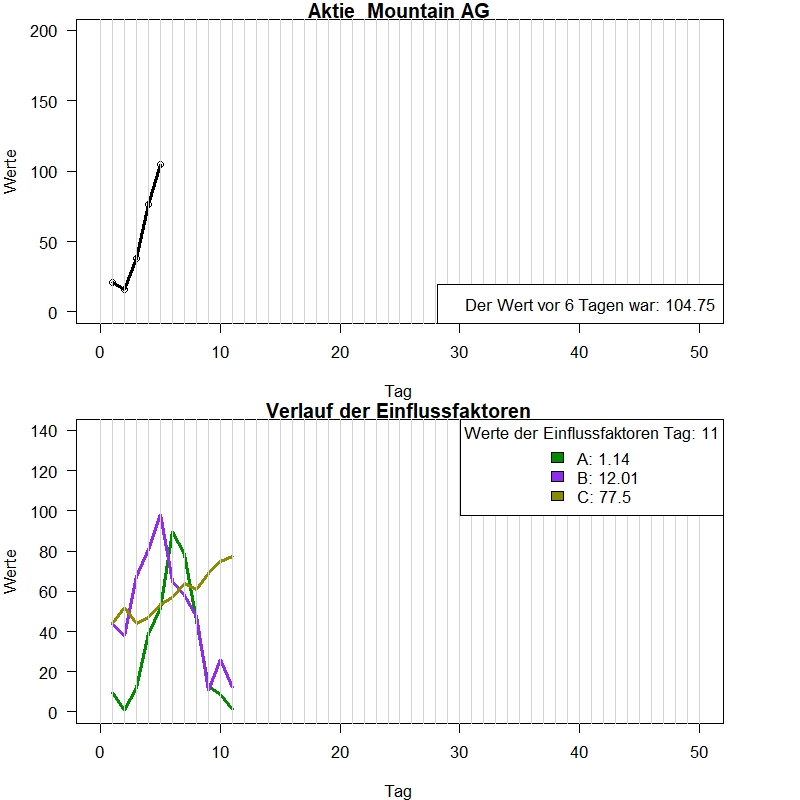 Aktie  Mountain AG
Werte
200
150
100
50
0
Der Wert vor 6 Tagen war: 104.75
0 10 20 30 40 50
Tag
Verlauf der Einflussfaktoren
Werte
140
120
100
80
60
40
20
0
Werte der Einflussfaktoren Tag: 11
A: 1.14
B: 12.01
C: 77.5
0 10 20 30 40 50
Tag